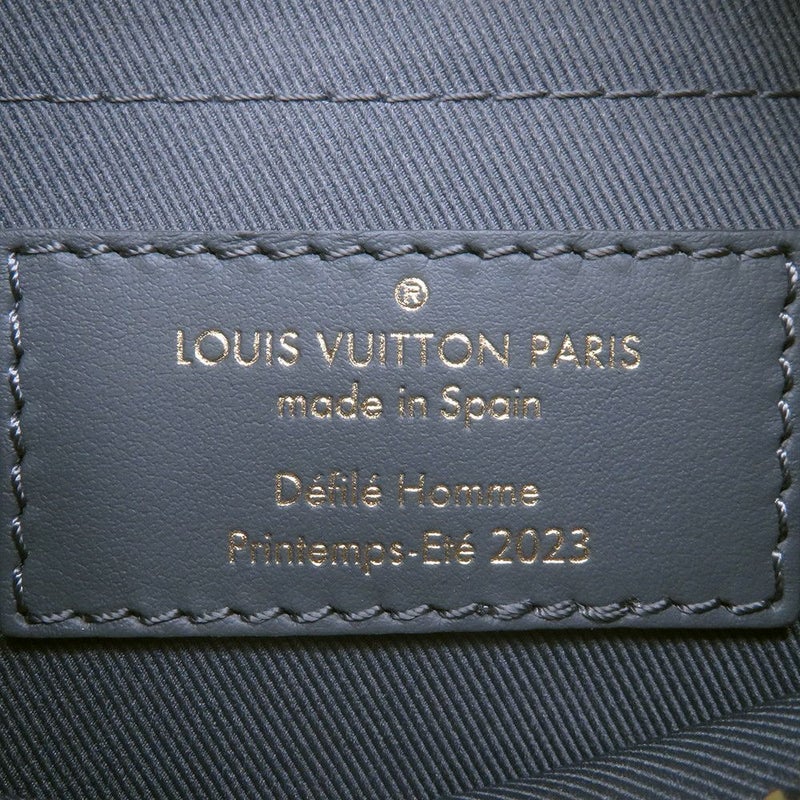 ®
LOUIS VUITTON PARIS
made in Spain
Défilé Homme
Printemps-Eté 2023